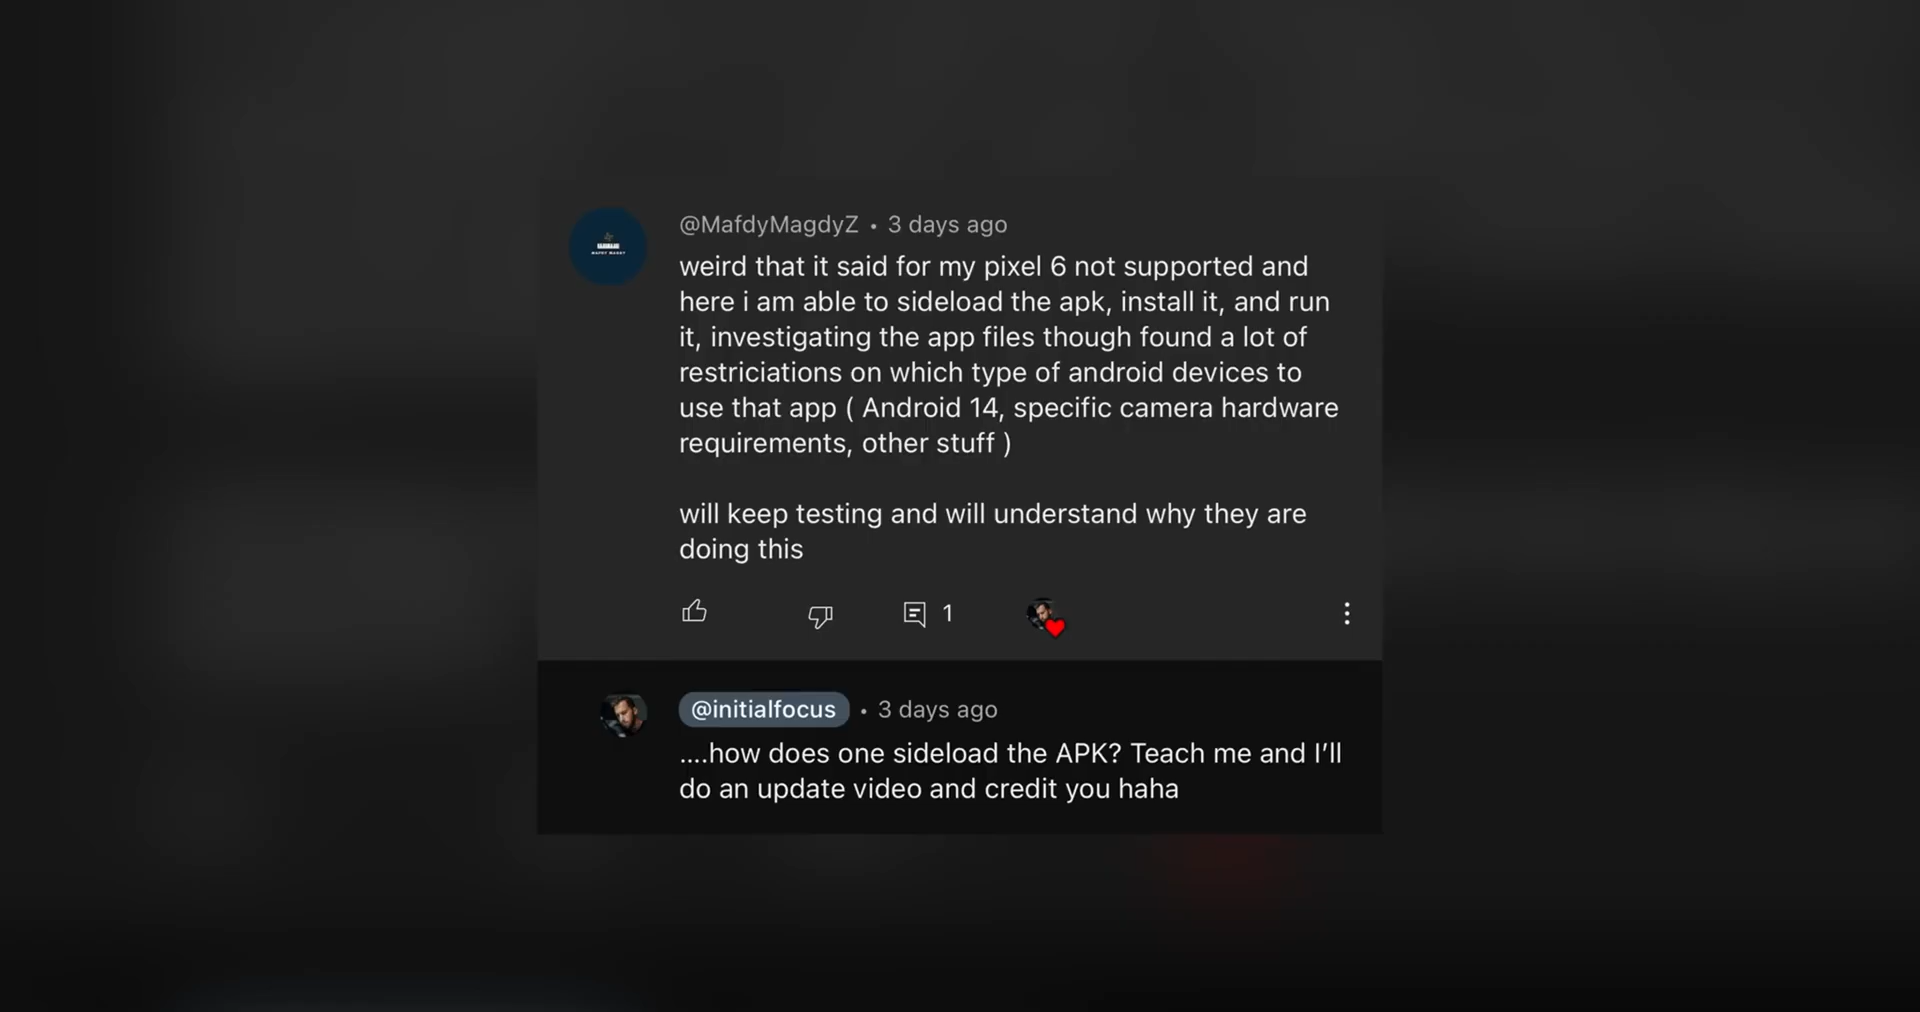 @MafdyMagdyZ • 3 days ago
weird that it said for my pixel 6 not supported and
here i am able to sideload the apk, install it, and run
it, investigating the app files though found a lot of
restriciations on which type of android devices to
use that app ( Android 14, specific camera hardware
requirements, other stuff )
will keep testing and will understand why they are
doing this
1
@initialfocus • 3 days ago
....how does one sideload the APK? Teach me and I’ll
do an update video and credit you haha